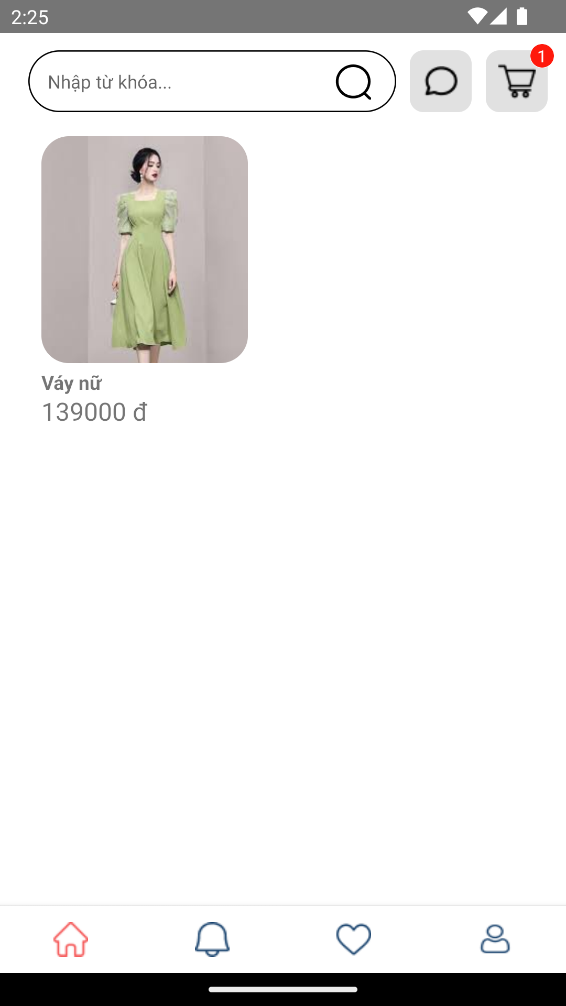 2:25
Nhập từ khóa...
1
Váy nữ
139000 đ